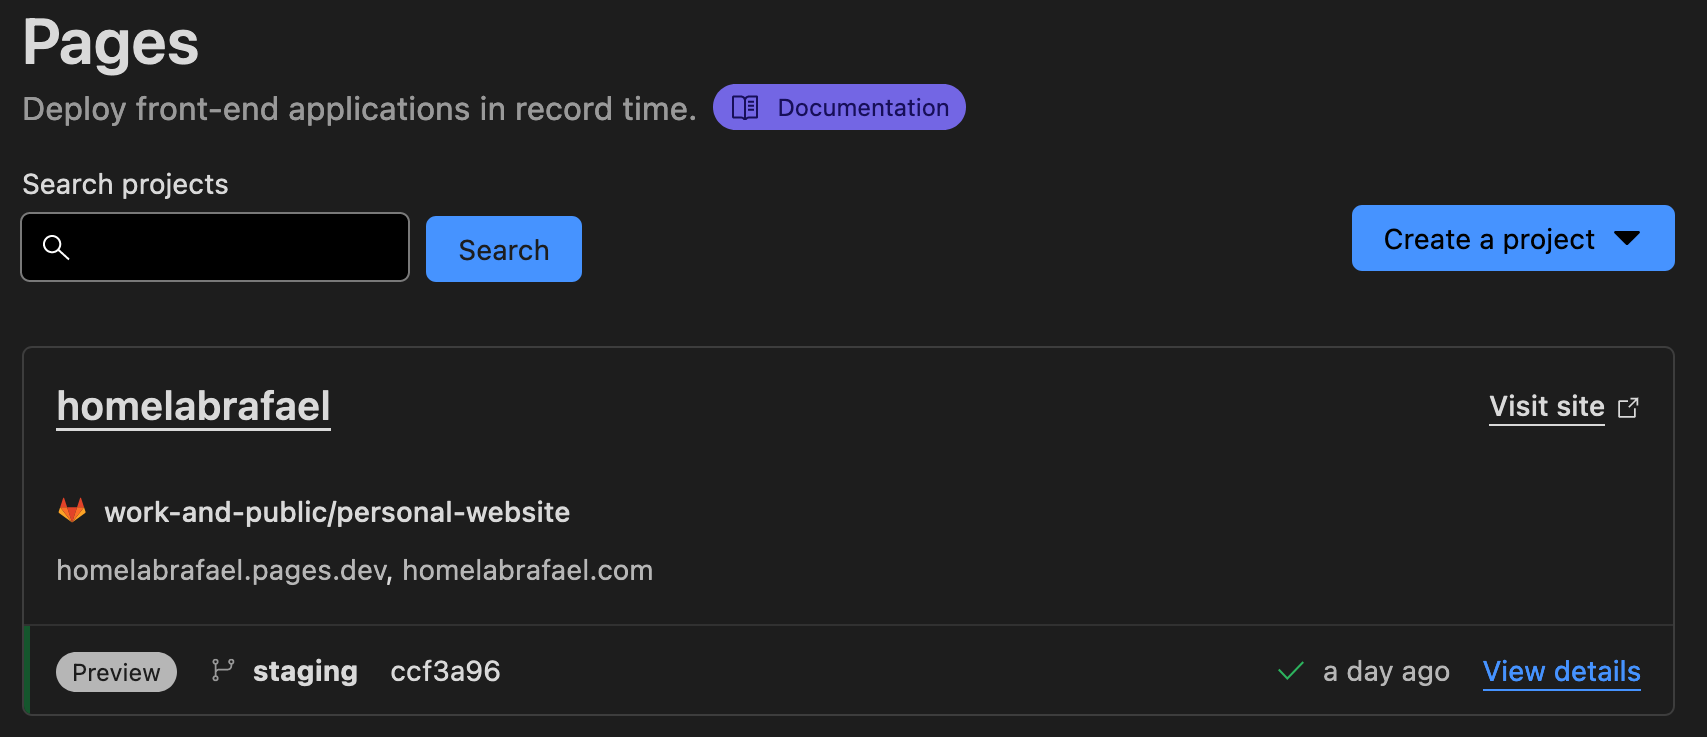 Pages
Deploy front-end applications in record time. Documentation
Search projects
Search
Create a project
homelabrafael
Visit site
work-and-public/personal-website
homelabrafael.pages.dev, homelabrafael.com
Preview staging ccf3a96 a day ago View details